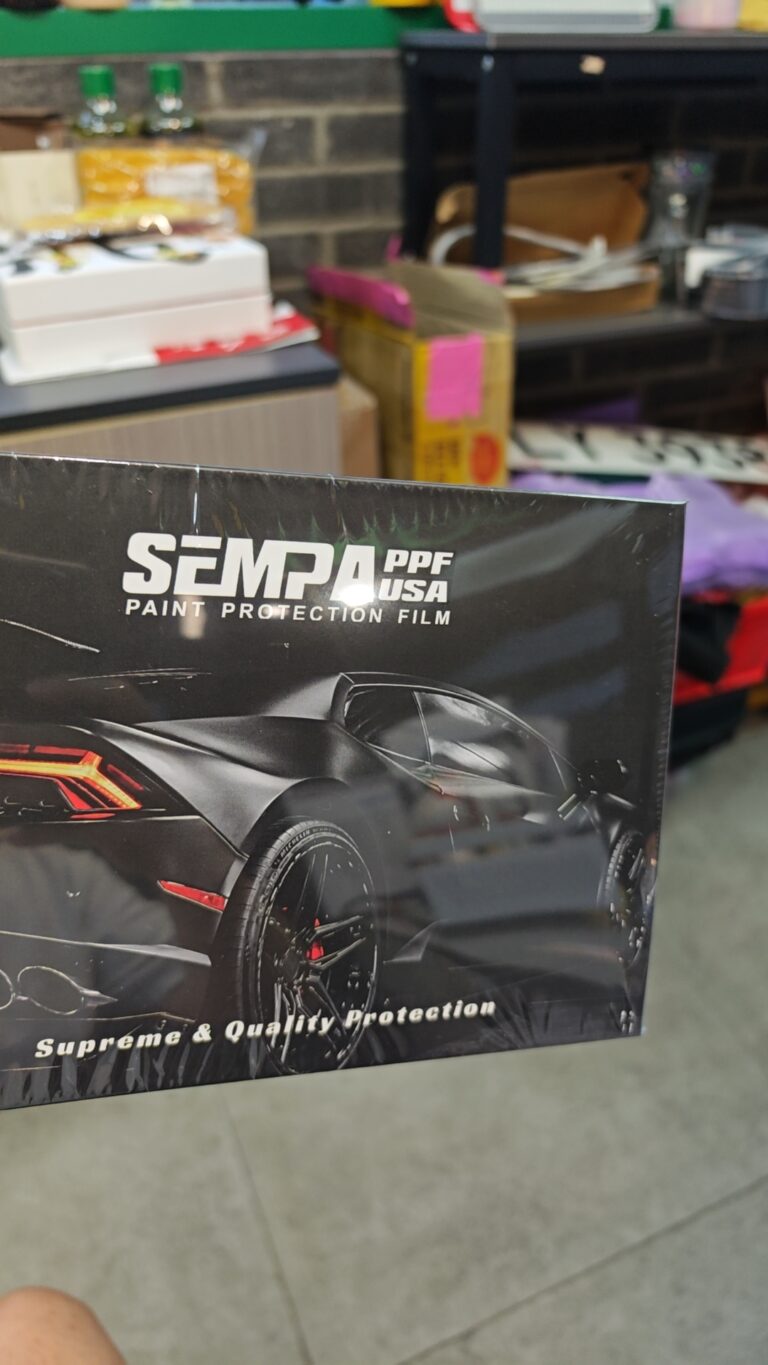 SEMPA PPF
USA
PAINT PROTECTION FILM
Supreme & Quality Protection